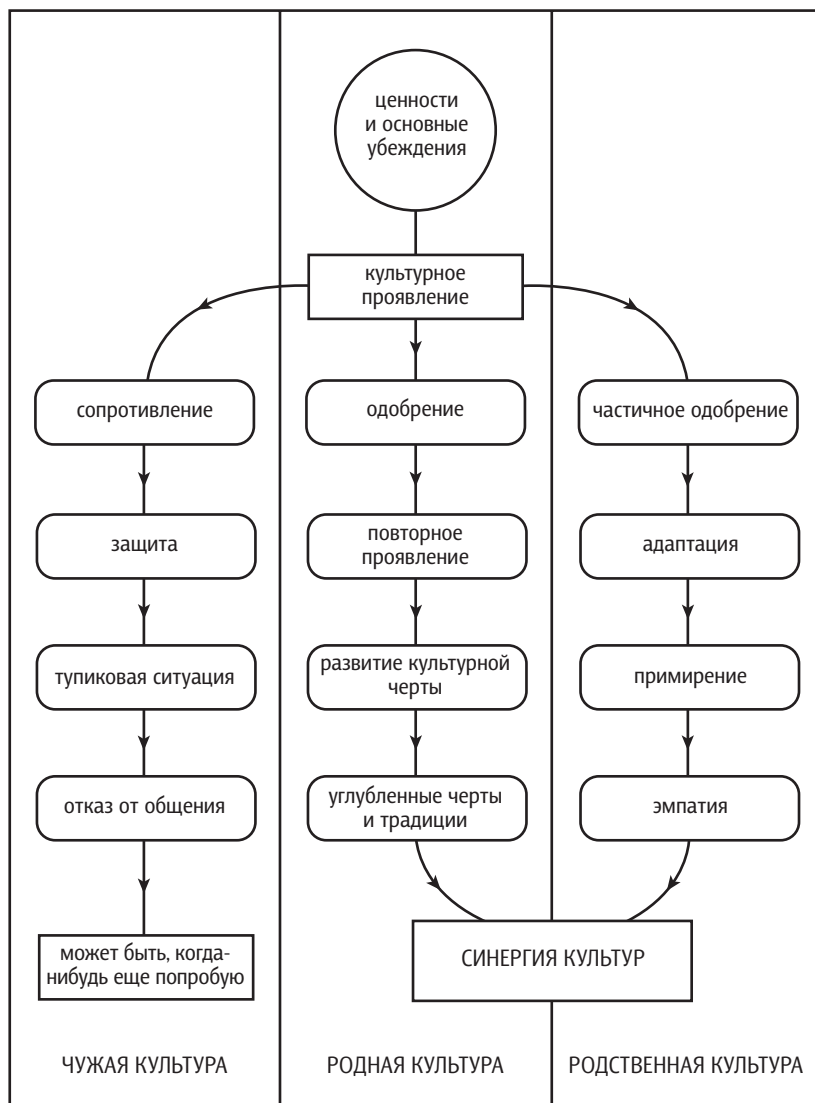 ценности
и основные
убеждения
культурное
проявление
сопротивление
одобрение
частичное одобрение
защита
повторное
проявление
адаптация
тупиковая ситуация
развитие культурной
черты
примирение
отказ от общения
углубленные черты
и традиции
эмпатия
может быть, когда-
нибудь еще попробую
СИНЕРГИЯ КУЛЬТУР
ЧУЖАЯ КУЛЬТУРА
РОДНАЯ КУЛЬТУРА
РОДСТВЕННАЯ КУЛЬТУРА